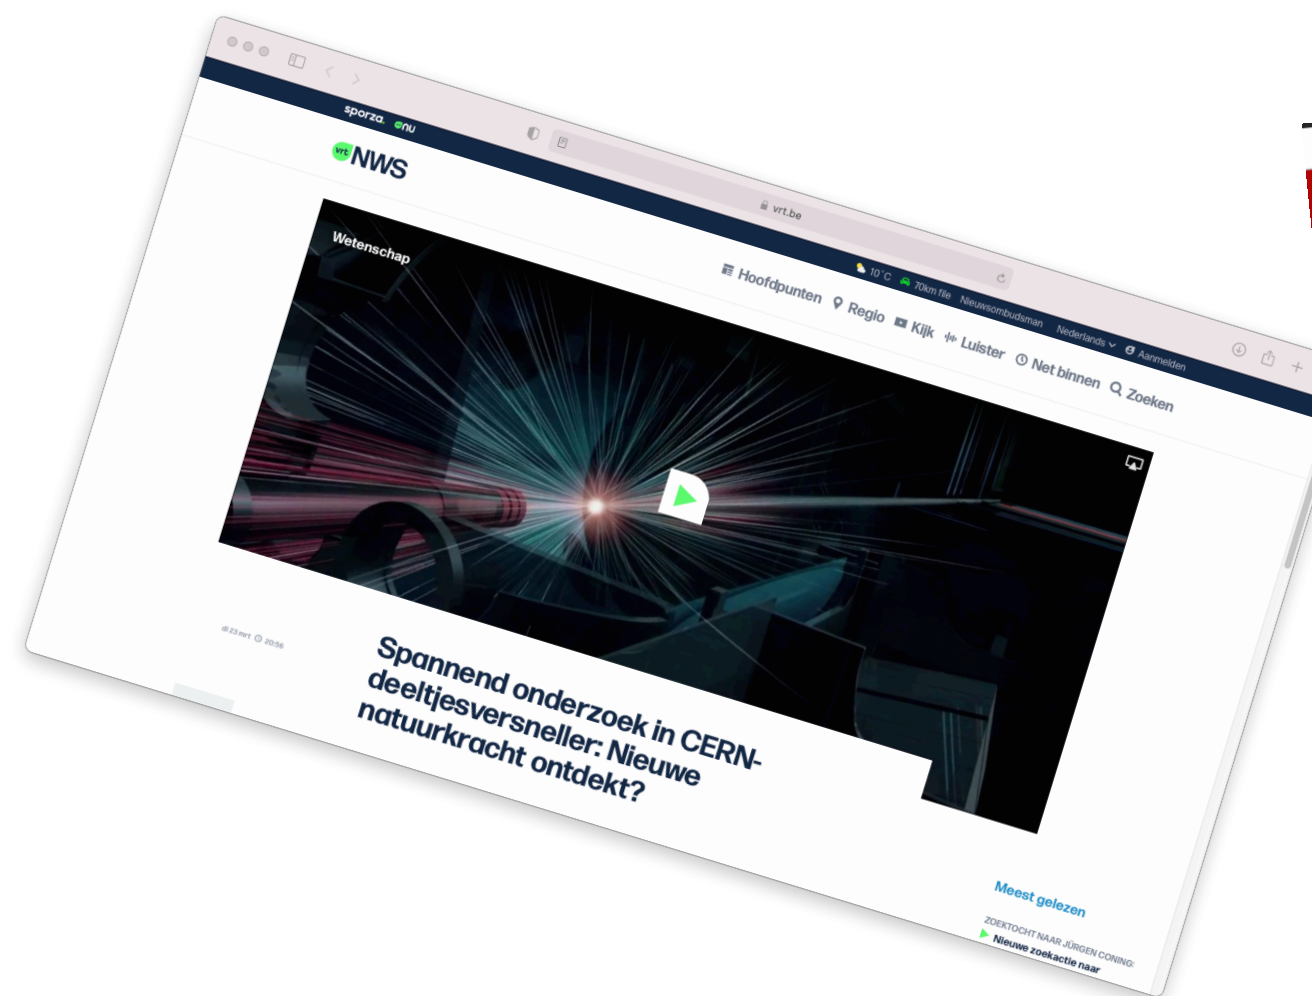 vrt.be
sporza. vrt nu
10°C 70km file Nieuwsombudsman Nederlands Aanmelden
vrt NWS
Hoofdpunten Regio Kijk Luister Net binnen Zoeken
Wetenschap
di 23 mrt 20:56
Spannend onderzoek in CERN-
deeltjesversneller: Nieuwe
natuurkracht ontdekt?
Meest gelezen
ZOEKTOCHT NAAR JÜRGEN CONINGS
Nieuwe zoekactie naar